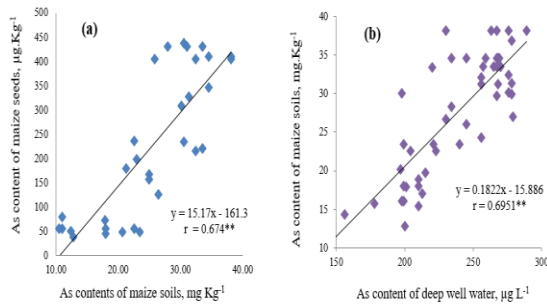 (a)
As content of maize seeds, µg.Kg⁻¹
500
450
400
350
300
250
200
150
100
50
0
10.00 20.00 30.00 40.00
y = 15.17x - 161.3
r = 0.674**
As contents of maize soils, mg Kg⁻¹
(b)
As content of maize soils, mg.Kg⁻¹
40
35
30
25
20
15
10
150 200 250 300
y = 0.1822x - 15.886
r = 0.6951**
As content of deep well water, µg L⁻¹